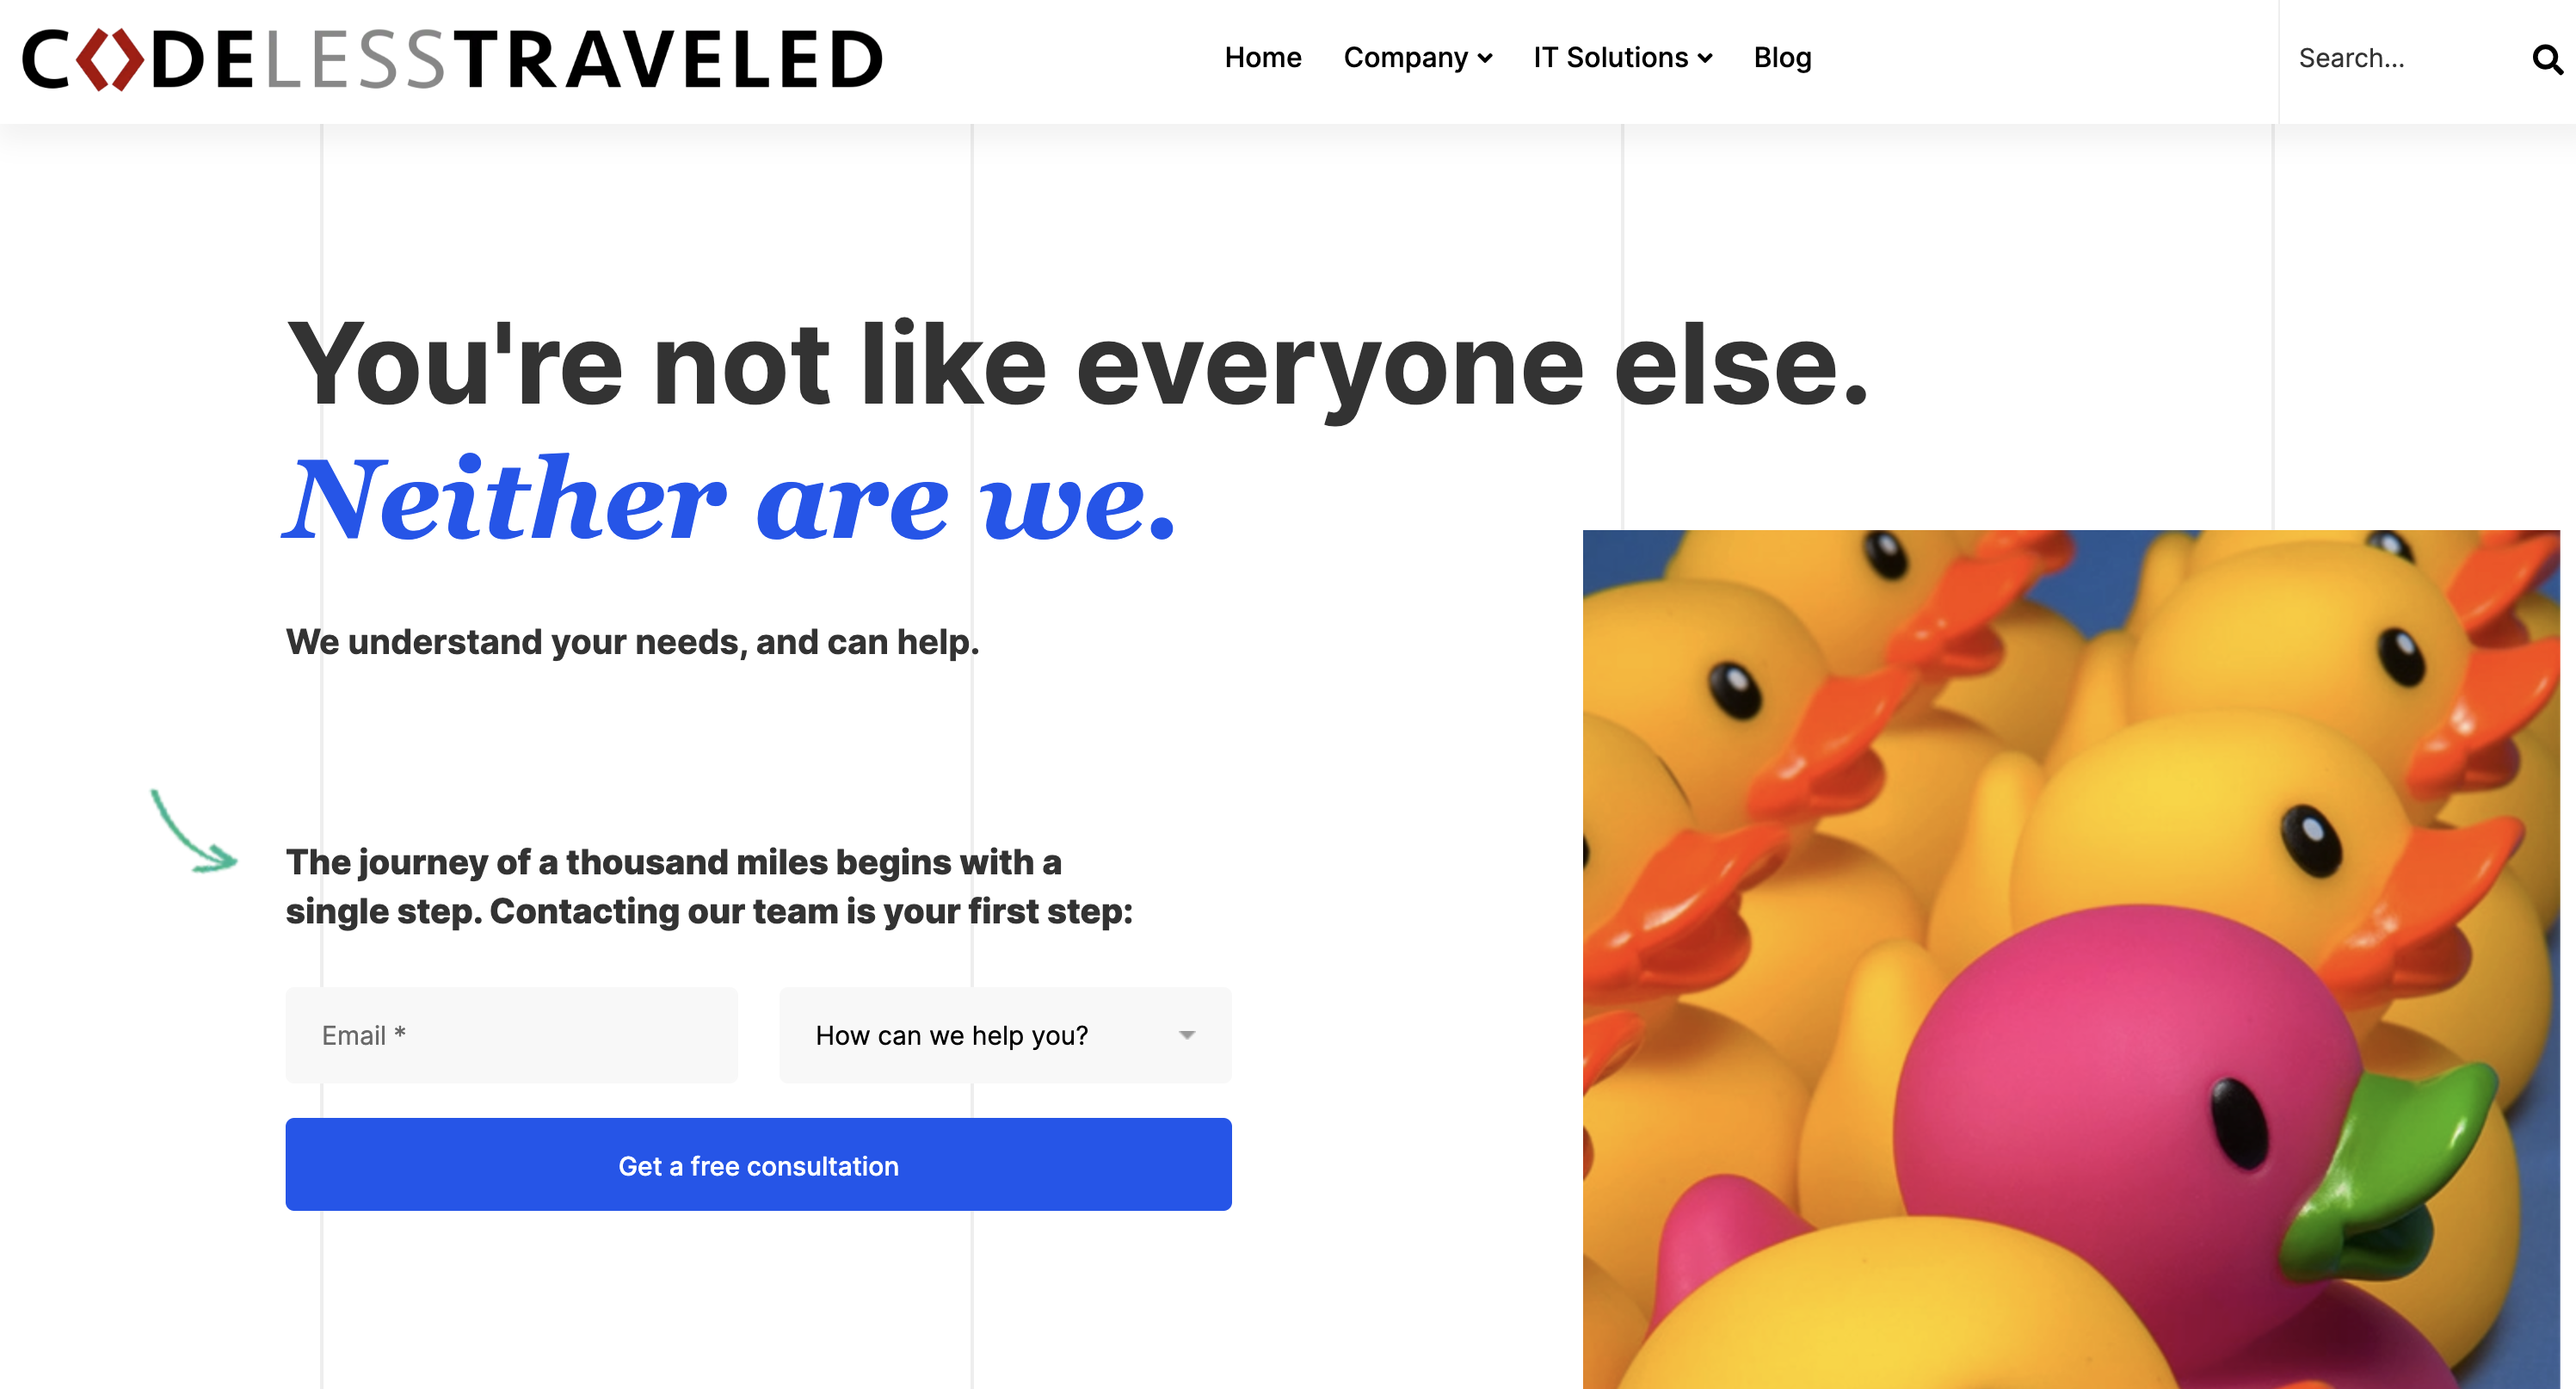 C<>DELESSTRAVELED
Home Company IT Solutions Blog Search...
You're not like everyone else.
Neither are we.
We understand your needs, and can help.
The journey of a thousand miles begins with a
single step. Contacting our team is your first step:
Email * How can we help you?
Get a free consultation